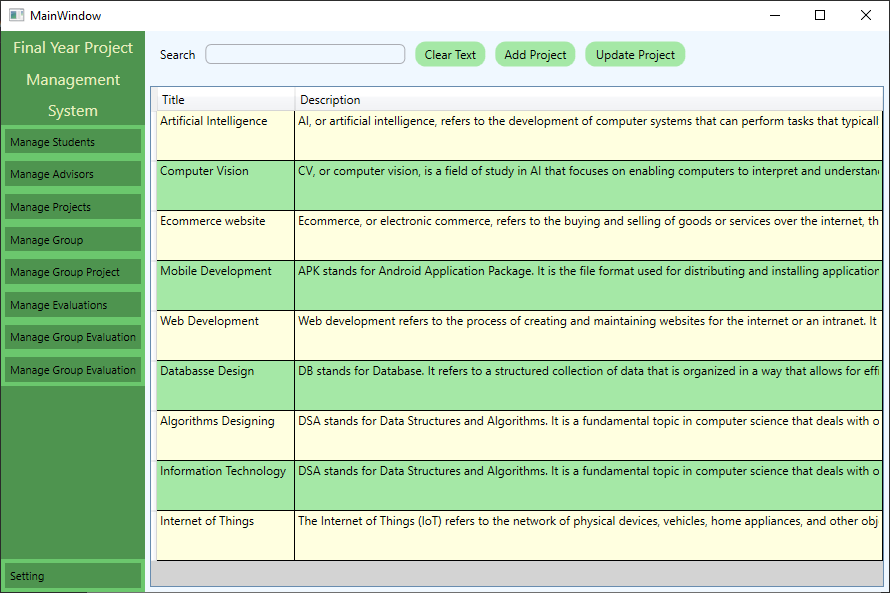 MainWindow
Final Year Project
Management
System
Manage Students
Manage Advisors
Manage Projects
Manage Group
Manage Group Project
Manage Evaluations
Manage Group Evaluation
Manage Group Evaluation
Setting
Search Clear Text Add Project Update Project
Title Description
Artificial Intelligence AI, or artificial intelligence, refers to the development of computer systems that can perform tasks that typicall
Computer Vision CV, or computer vision, is a field of study in AI that focuses on enabling computers to interpret and understan
Ecommerce website Ecommerce, or electronic commerce, refers to the buying and selling of goods or services over the internet, th
Mobile Development APK stands for Android Application Package. It is the file format used for distributing and installing application
Web Development Web development refers to the process of creating and maintaining websites for the internet or an intranet. It
Databasse Design DB stands for Database. It refers to a structured collection of data that is organized in a way that allows for effi
Algorithms Designing DSA stands for Data Structures and Algorithms. It is a fundamental topic in computer science that deals with o
Information Technology DSA stands for Data Structures and Algorithms. It is a fundamental topic in computer science that deals with o
Internet of Things The Internet of Things (IoT) refers to the network of physical devices, vehicles, home appliances, and other obj